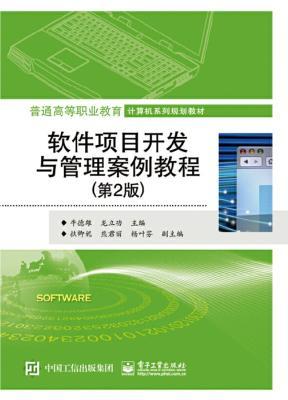 普通高等职业教育 计算机系列规划教材
软件项目开发
与管理案例教程
(第2版)
牛德雄 龙立功 主编
扶卿妮 熊君丽 杨叶芬 副主编
SOFTWARE
中国工信出版集团 电子工业出版社